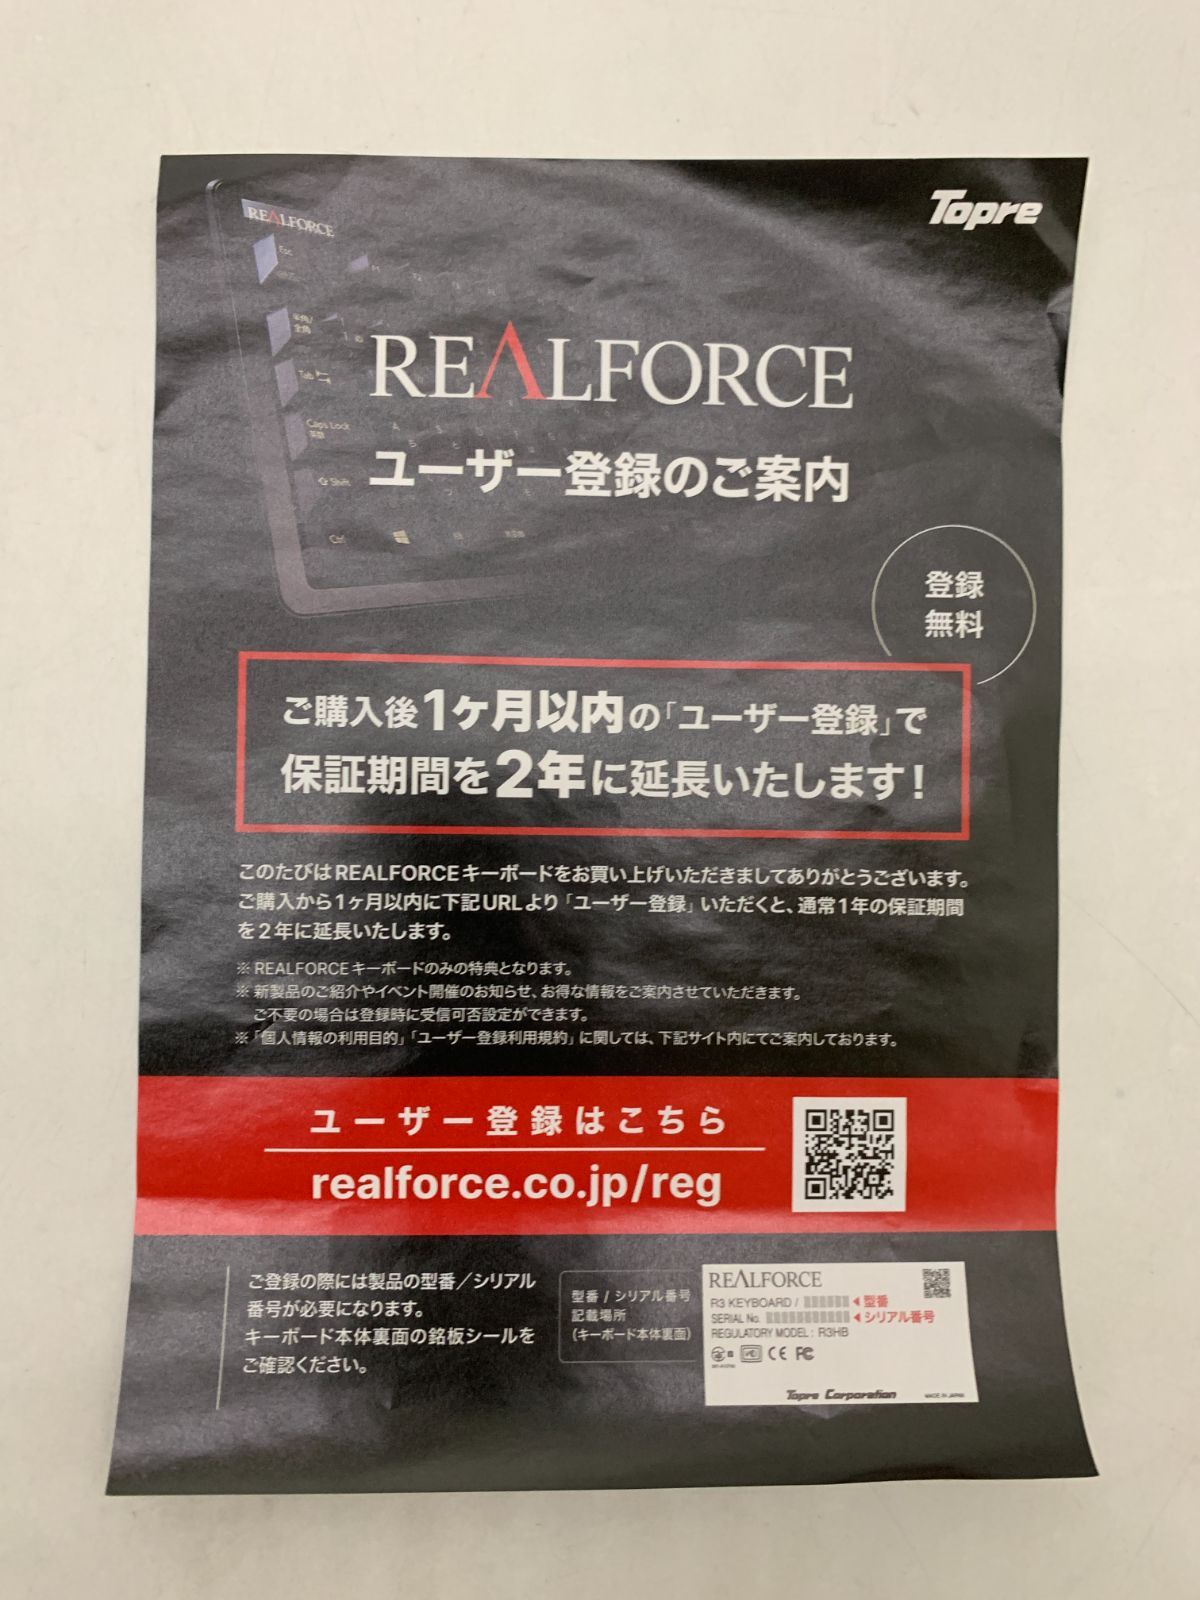 Topre
REALFORCE
Esc
半角/
全角
Tab
Caps Lock
英数
Shift
Ctrl
REALFORCE
ユーザー登録のご案内
登録
無料
ご購入後1ヶ月以内の「ユーザー登録」で
保証期間を2年に延長いたします！
このたびはREALFORCEキーボードをお買い上げいただきましてありがとうございます。
ご購入から1ヶ月以内に下記URLより「ユーザー登録」いただくと、通常1年の保証期間
を2年に延長いたします。
※ REALFORCEキーボードのみの特典となります。
※ 新製品のご紹介やイベント開催のお知らせ、お得な情報をご案内させていただきます。
ご不要の場合は登録時に受信可否設定ができます。
※「個人情報の利用目的」「ユーザー登録利用規約」に関しては、下記サイト内にてご案内しております。
ユーザー登録はこちら
realforce.co.jp/reg
ご登録の際には製品の型番／シリアル
番号が必要になります。
キーボード本体裏面の銘板シールを
ご確認ください。
型番 / シリアル番号
記載場所
（キーボード本体裏面）
REALFORCE
R3 KEYBOARD / ◀ 型番
SERIAL No. ◀ シリアル番号
REGULATORY MODEL : R3HB
CE FC
Topre Corporation
MADE IN JAPAN